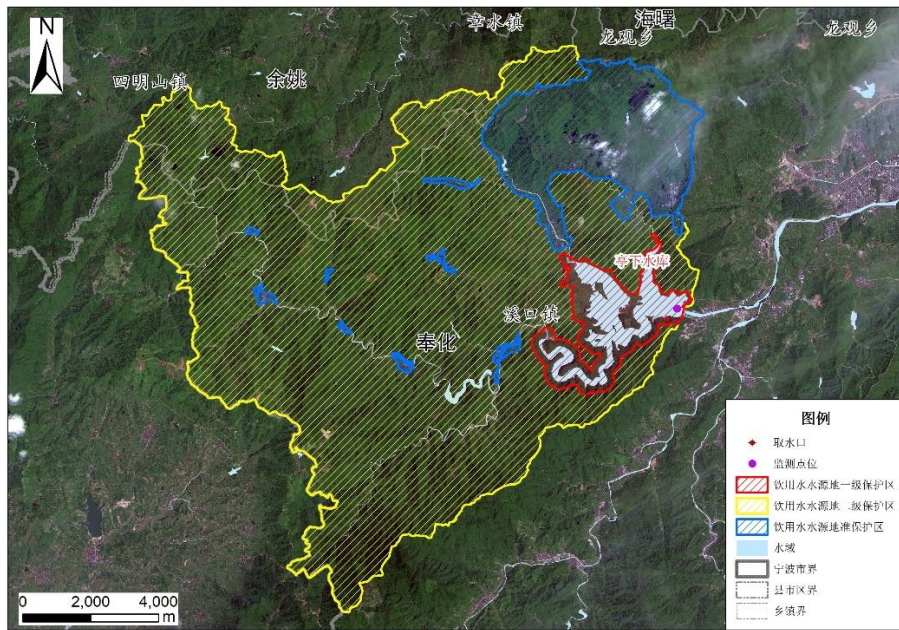 N
章水镇
海曙
龙观乡
龙观乡
四明山镇
余姚
亭下水库
溪口镇
奉化
图例
取水口
监测点位
饮用水水源地一级保护区
饮用水水源地二级保护区
饮用水水源地准保护区
水域
宁波市界
县市区界
乡镇界
0 2,000 4,000
m